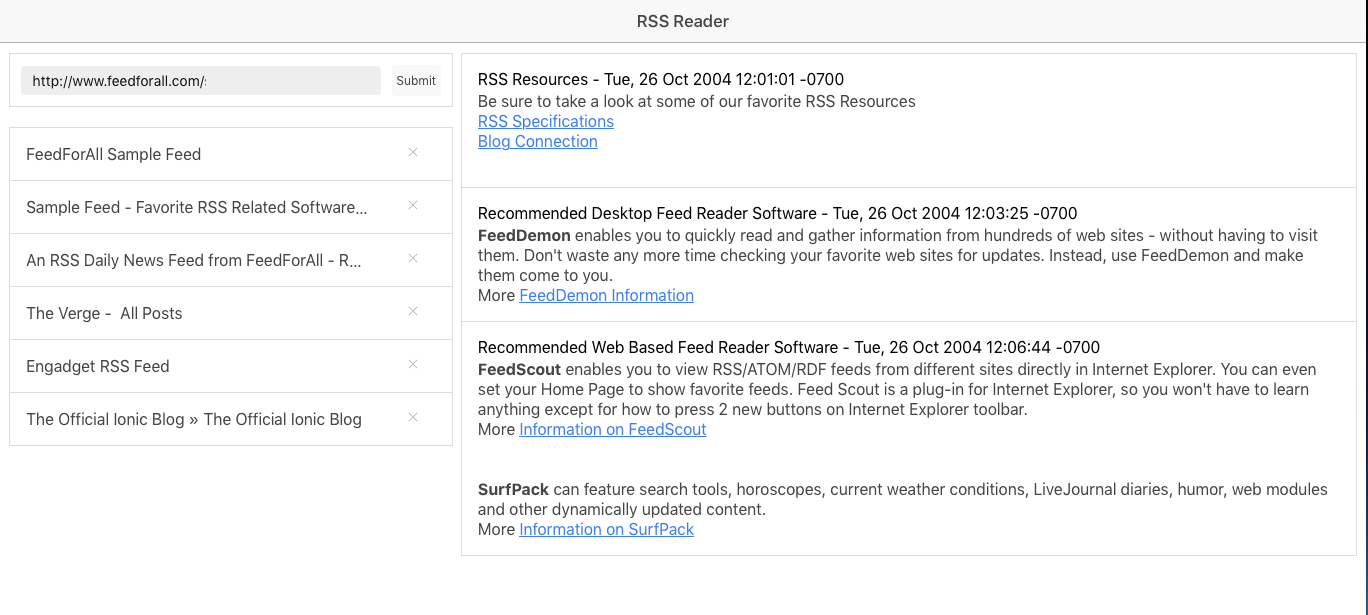 RSS Reader
http://www.feedforall.com/
Submit
FeedForAll Sample Feed
Sample Feed - Favorite RSS Related Software...
An RSS Daily News Feed from FeedForAll - R...
The Verge -  All Posts
Engadget RSS Feed
The Official Ionic Blog » The Official Ionic Blog
RSS Resources - Tue, 26 Oct 2004 12:01:01 -0700
Be sure to take a look at some of our favorite RSS Resources
RSS Specifications
Blog Connection
Recommended Desktop Feed Reader Software - Tue, 26 Oct 2004 12:03:25 -0700
FeedDemon enables you to quickly read and gather information from hundreds of web sites - without having to visit
them. Don't waste any more time checking your favorite web sites for updates. Instead, use FeedDemon and make
them come to you.
More FeedDemon Information
Recommended Web Based Feed Reader Software - Tue, 26 Oct 2004 12:06:44 -0700
FeedScout enables you to view RSS/ATOM/RDF feeds from different sites directly in Internet Explorer. You can even
set your Home Page to show favorite feeds. Feed Scout is a plug-in for Internet Explorer, so you won't have to learn
anything except for how to press 2 new buttons on Internet Explorer toolbar.
More Information on FeedScout
SurfPack can feature search tools, horoscopes, current weather conditions, LiveJournal diaries, humor, web modules
and other dynamically updated content.
More Information on SurfPack